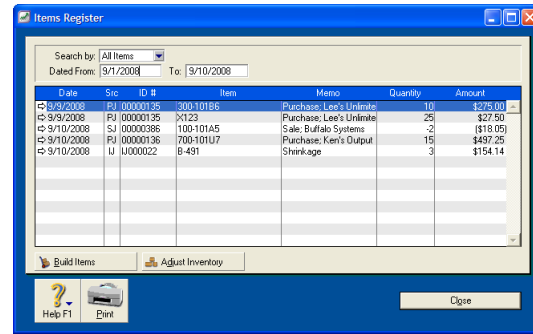 Items Register
Search by: All Items
Dated From: 9/1/2008 To: 9/10/2008
Date Src ID # Item Memo Quantity Amount
9/9/2008 PJ 00000135 300-101B6 Purchase; Lee's Unlimite 10 $275.00
9/9/2008 PJ 00000135 X123 Purchase; Lee's Unlimite 25 $27.50
9/10/2008 SJ 00000386 100-101A5 Sale; Buffalo Systems -2 ($18.05)
9/10/2008 PJ 00000136 700-101U7 Purchase; Ken's Output 15 $497.25
9/10/2008 IJ IJ000022 B-491 Shrinkage 3 $154.14
Build Items Adjust Inventory
Help F1 Print Close